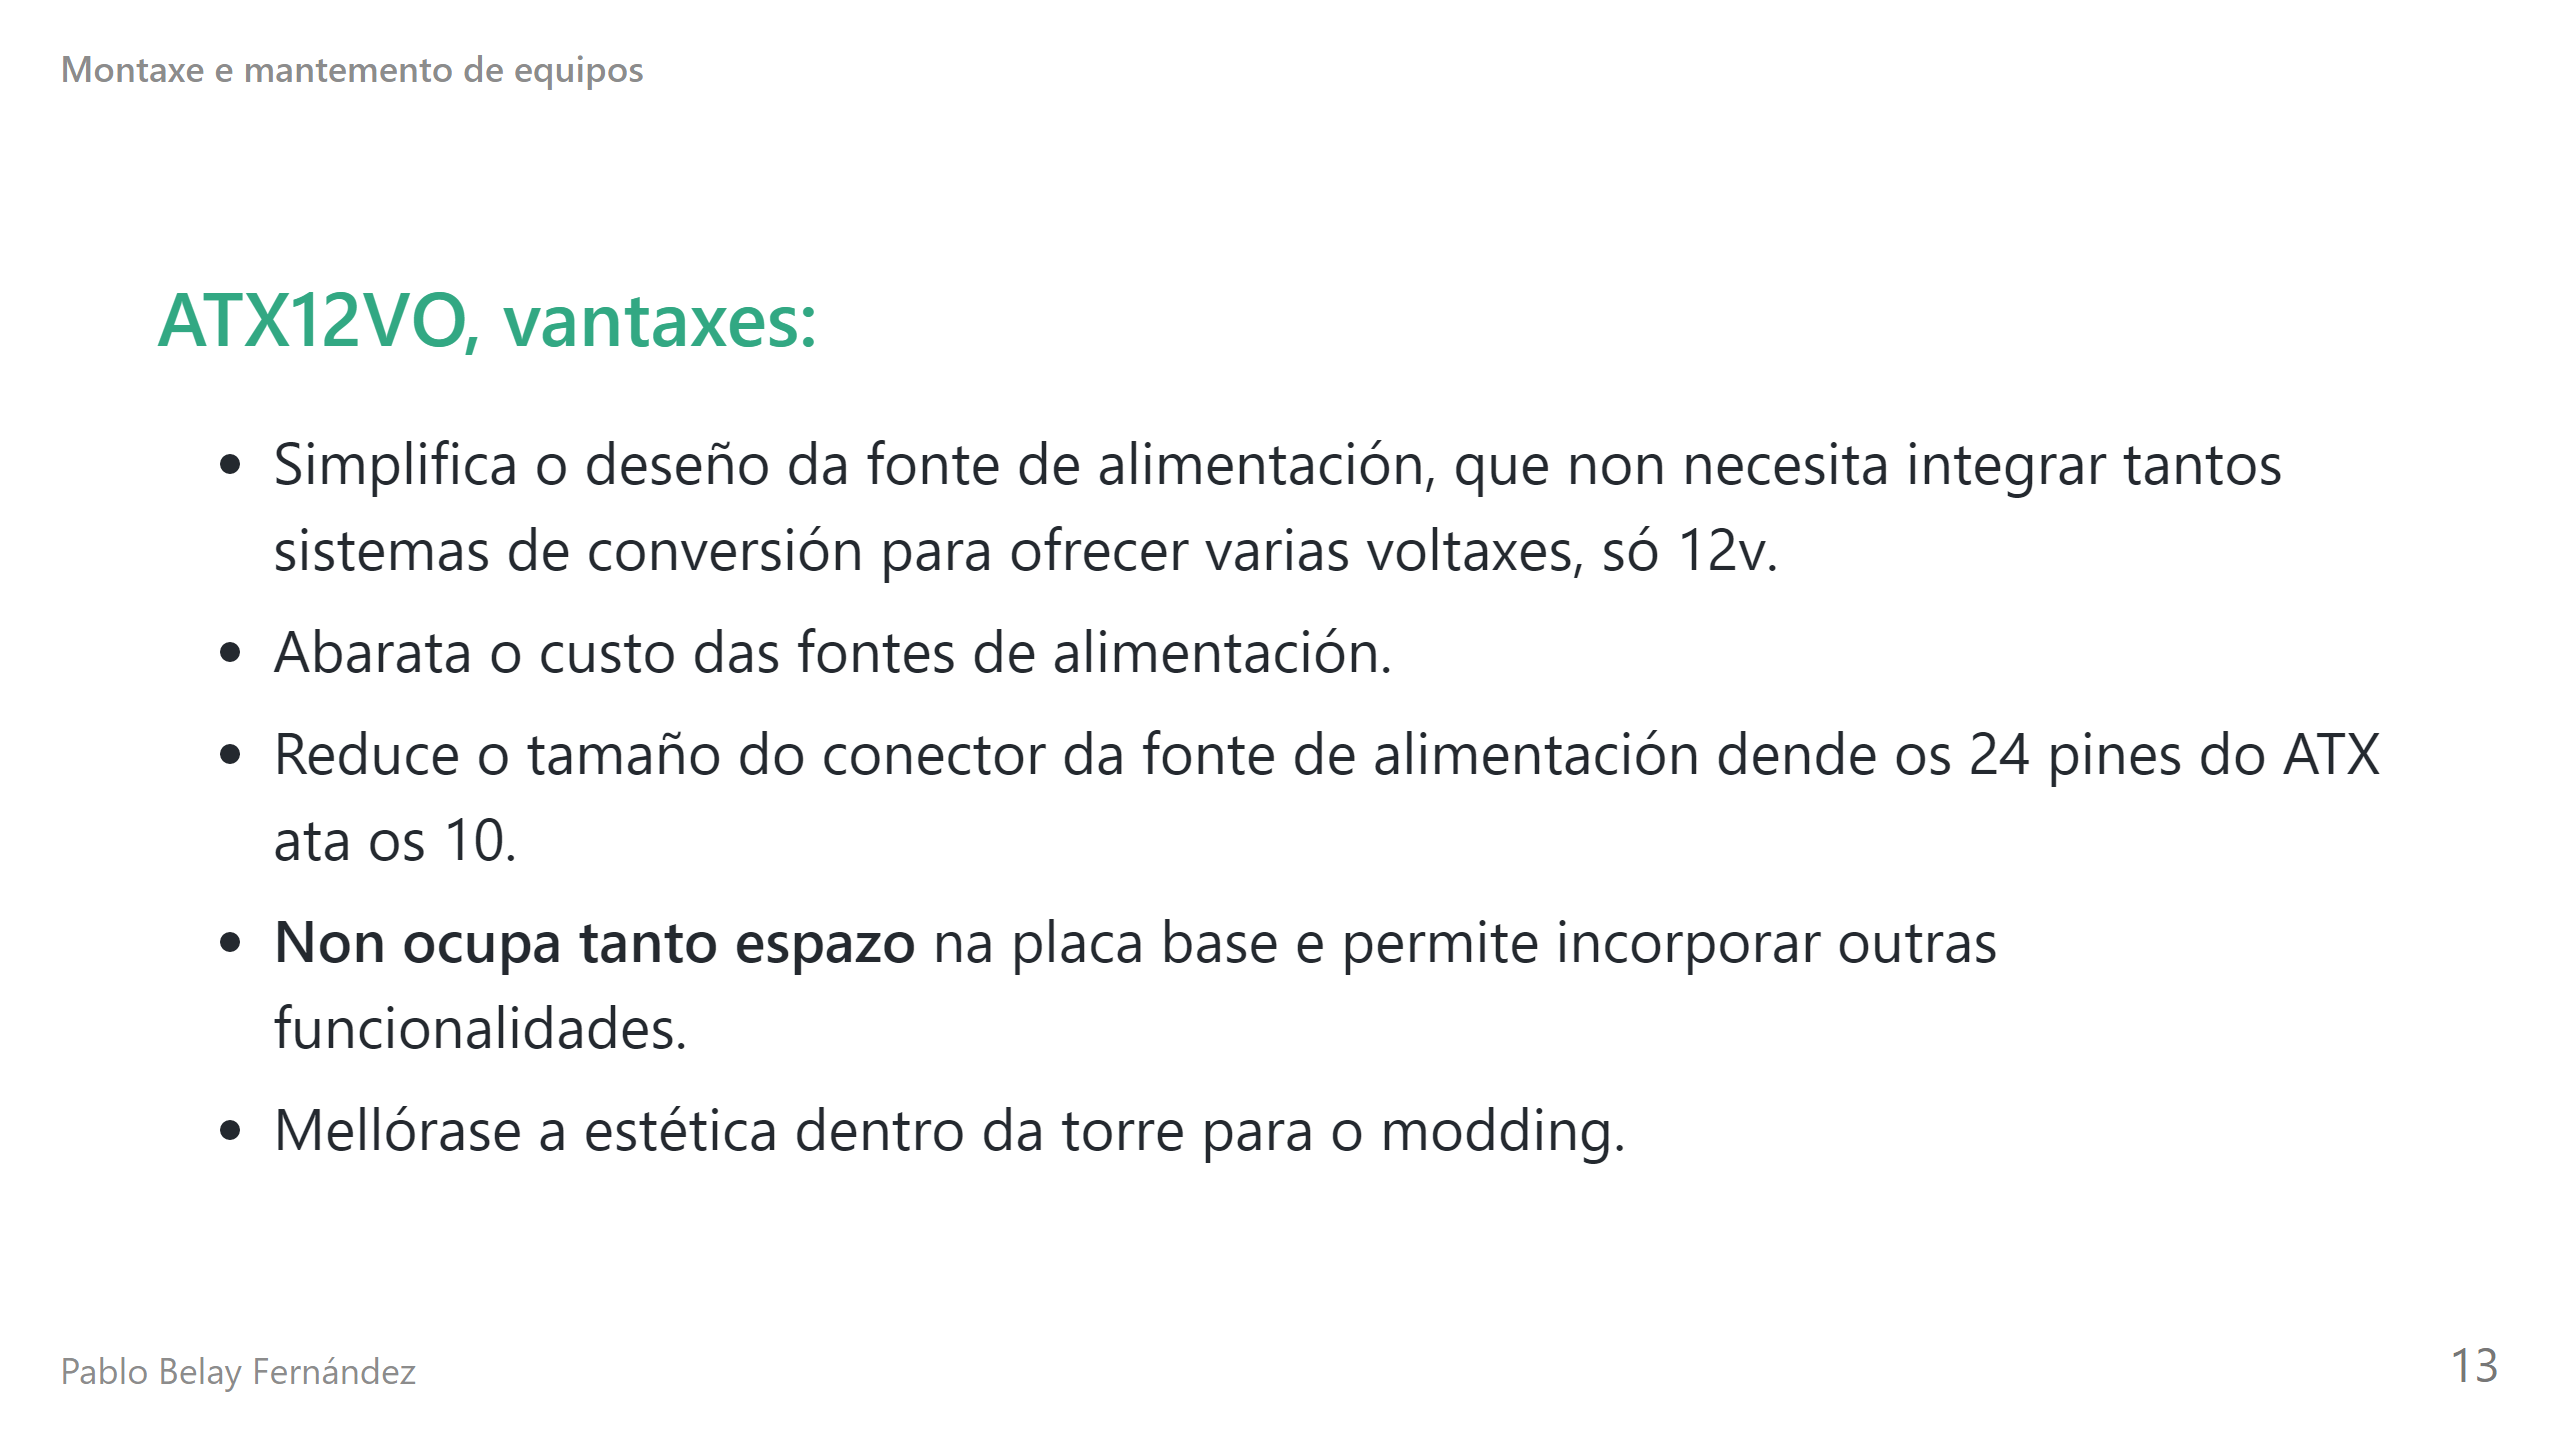 Montaxe e mantemento de equipos
ATX12VO, vantaxes:
• Simplifica o deseño da fonte de alimentación, que non necesita integrar tantos
sistemas de conversión para ofrecer varias voltaxes, só 12v.
• Abarata o custo das fontes de alimentación.
• Reduce o tamaño do conector da fonte de alimentación dende os 24 pines do ATX
ata os 10.
• Non ocupa tanto espazo na placa base e permite incorporar outras
funcionalidades.
• Mellórase a estética dentro da torre para o modding.
Pablo Belay Fernández
13